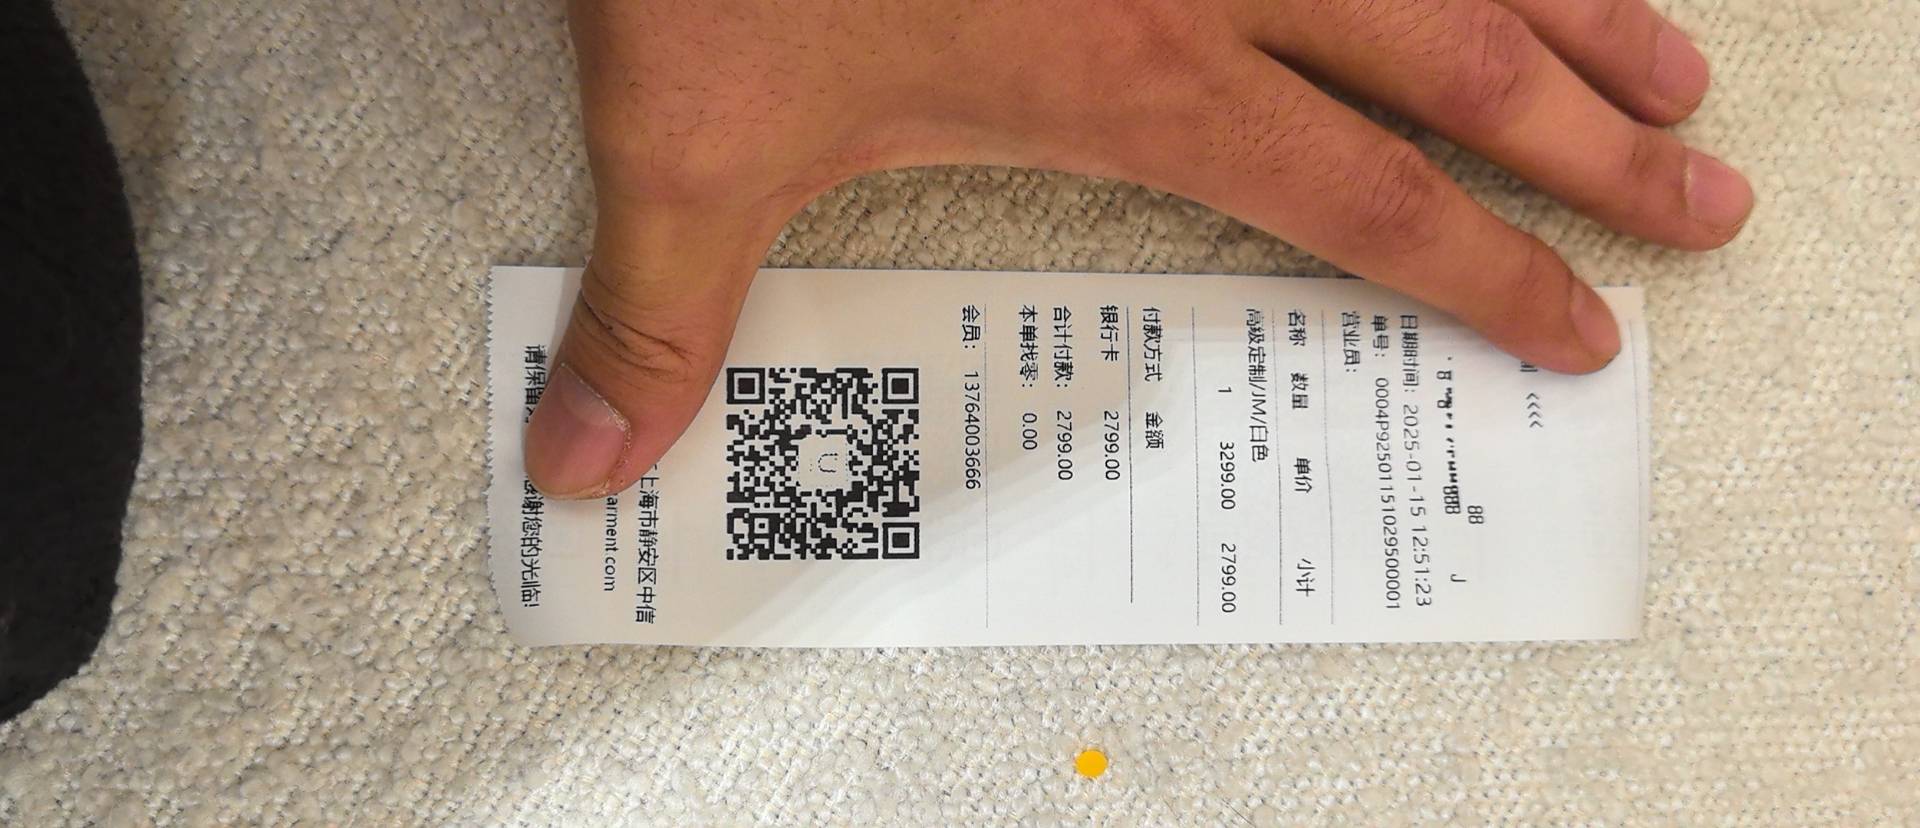 <<<<
88
J
日期时间: 2025-01-15 12:51:23
单号: 0004P92501151029500001
营业员:
名称 数量 单价 小计
高级定制/JM/白色
1 3299.00 2799.00
付款方式 金额
银行卡 2799.00
合计付款: 2799.00
本单找零: 0.00
会员: 13764003666
上海市静安区中信
arment.com
请保留 感谢您的光临!